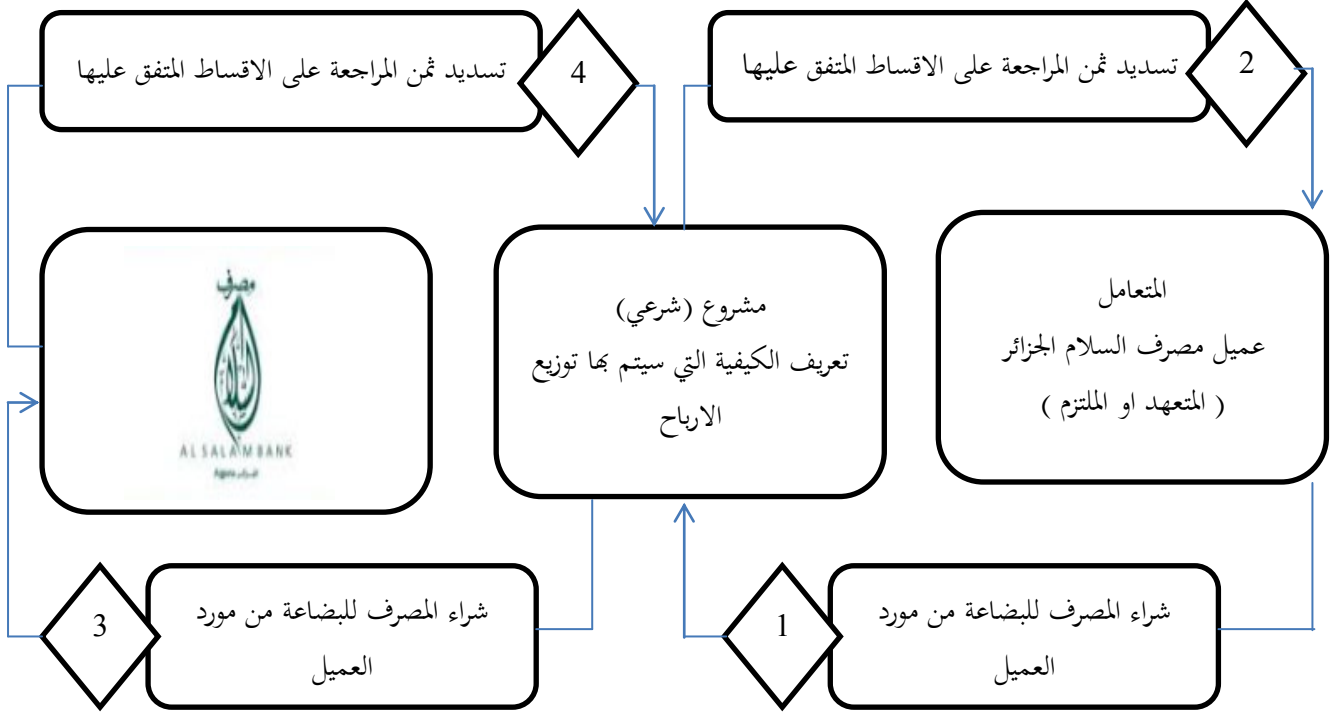 2
تسديد ثمن المراجعة على الاقساط المتفق عليها
4
تسديد ثمن المراجعة على الاقساط المتفق عليها
المتعامل
عميل مصرف السلام الجزائر
( المتعهد او الملتزم )
مشروع (شرعي)
تعريف الكيفية التي سيتم بها توزيع
الارباح
مصرف
السلام
AL SALAM BANK
1
شراء المصرف للبضاعة من مورد
العميل
3
شراء المصرف للبضاعة من مورد
العميل